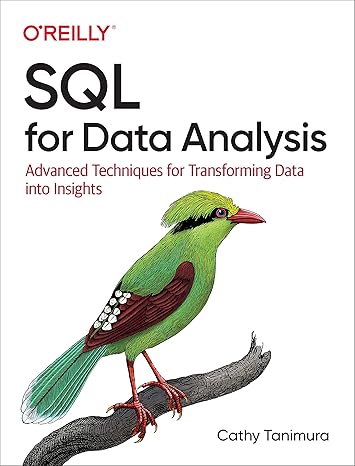 O'REILLY®
SQL
for Data Analysis
Advanced Techniques for Transforming Data
into Insights
Cathy Tanimura